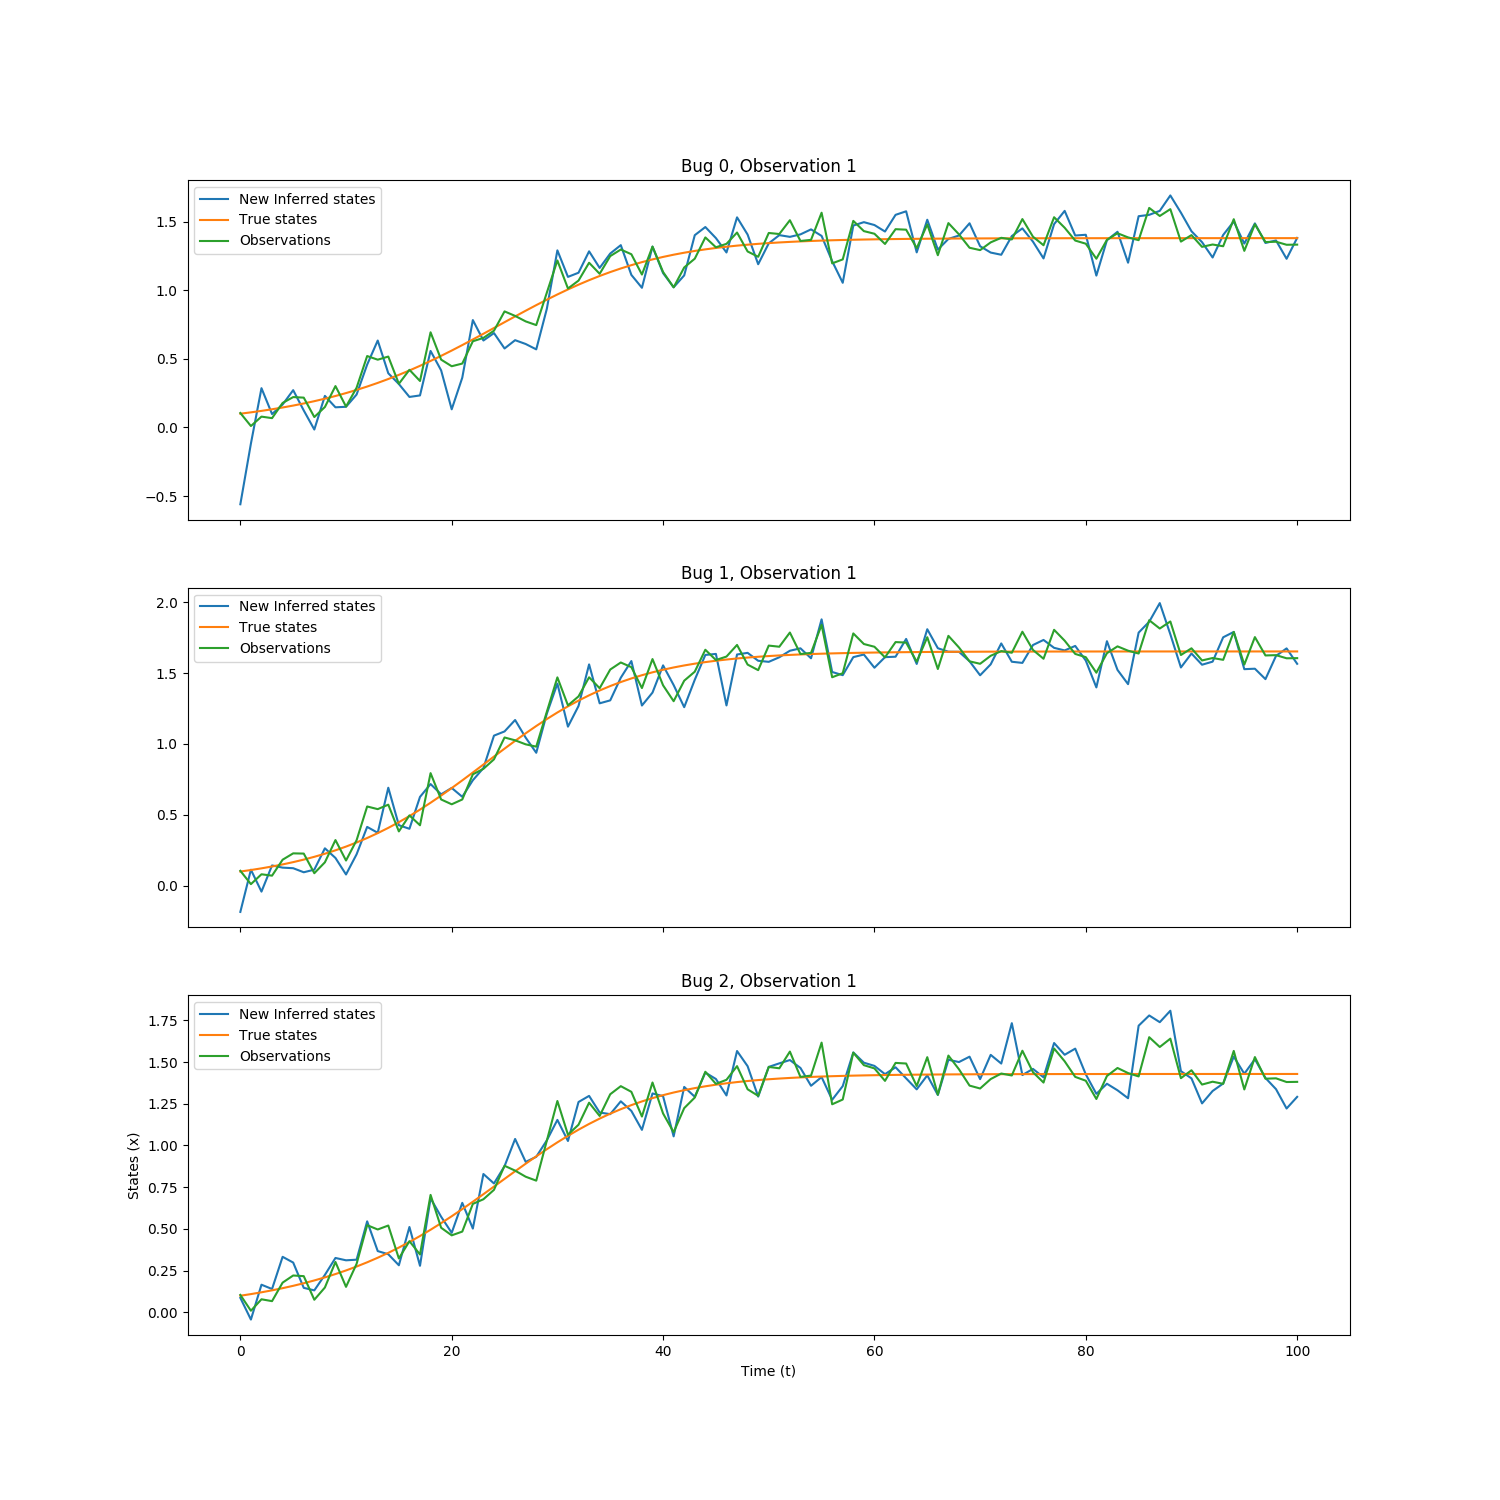 Bug 0, Observation 1
New Inferred states
True states
Observations
1.5
1.0
0.5
0.0
−0.5
Bug 1, Observation 1
New Inferred states
True states
Observations
2.0
1.5
1.0
0.5
0.0
Bug 2, Observation 1
New Inferred states
True states
Observations
1.75
1.50
1.25
1.00
0.75
0.50
0.25
0.00
States (x)
0 20 40 60 80 100
Time (t)